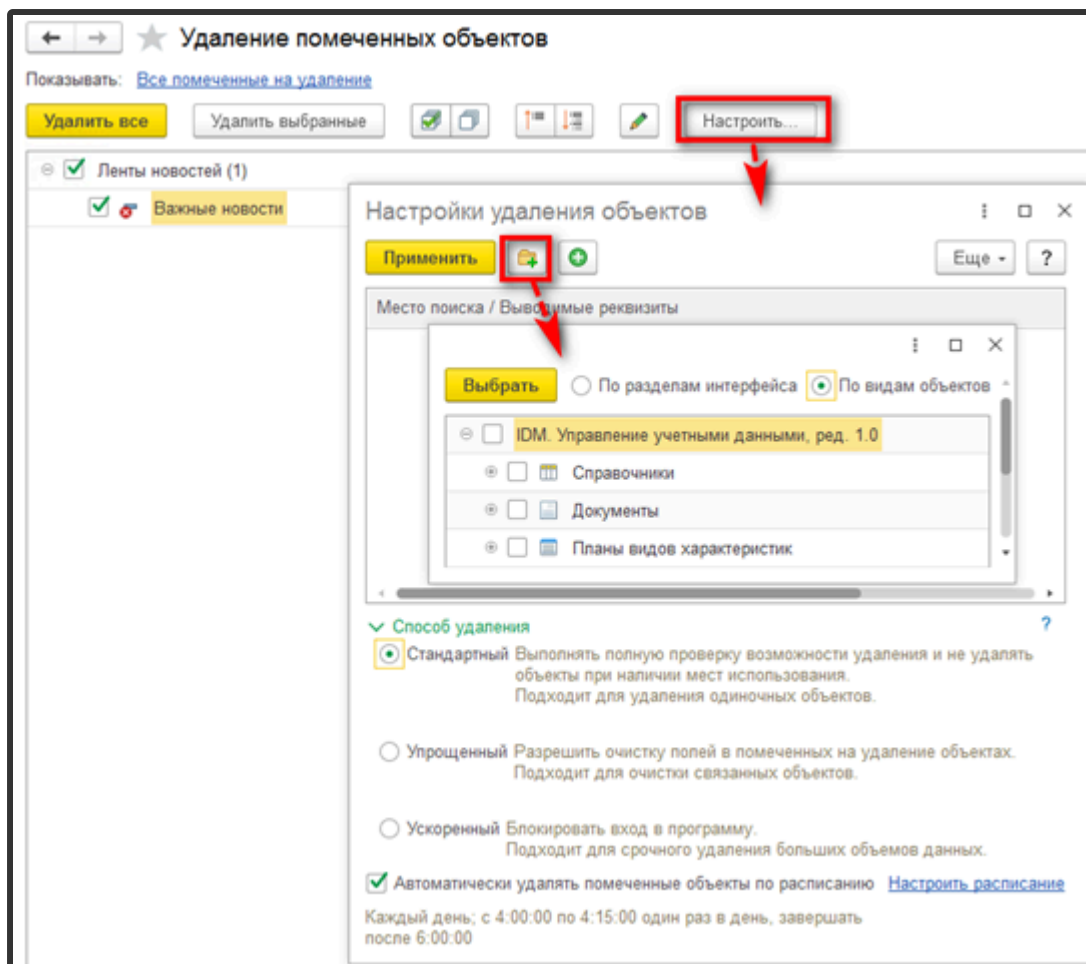 Удаление помеченных объектов
Показывать: Все помеченные на удаление
Удалить все Удалить выбранные Настроить...
Ленты новостей (1)
Важные новости
Настройки удаления объектов
Применить Еще ?
Место поиска / Выводимые реквизиты
Выбрать По разделам интерфейса По видам объектов
IDM. Управление учетными данными, ред. 1.0
Справочники
Документы
Планы видов характеристик
Способ удаления ?
Стандартный Выполнять полную проверку возможности удаления и не удалять
объекты при наличии мест использования.
Подходит для удаления одиночных объектов.
Упрощенный Разрешить очистку полей в помеченных на удаление объектах.
Подходит для очистки связанных объектов.
Ускоренный Блокировать вход в программу.
Подходит для срочного удаления больших объемов данных.
Автоматически удалять помеченные объекты по расписанию Настроить расписание
Каждый день; с 4:00:00 по 4:15:00 один раз в день, завершать
после 6:00:00